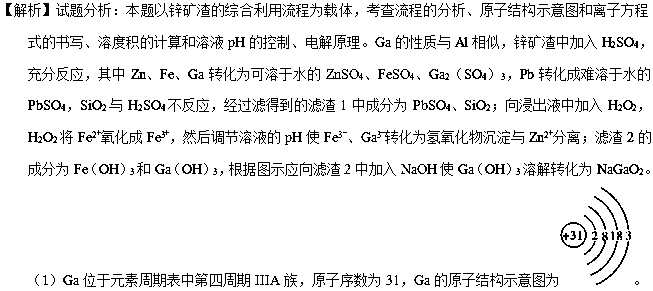 【解析】试题分析：本题以锌矿渣的综合利用流程为载体，考查流程的分析、原子结构示意图和离子方程
式的书写、溶度积的计算和溶液 pH 的控制、电解原理。Ga 的性质与 Al 相似，锌矿渣中加入 H₂SO₄，
充分反应，其中 Zn、Fe、Ga 转化为可溶于水的 ZnSO₄、FeSO₄、Ga₂（SO₄）₃，Pb 转化成难溶于水的
PbSO₄，SiO₂ 与 H₂SO₄ 不反应，经过滤得到的滤渣 1 中成分为 PbSO₄、SiO₂；向浸出液中加入 H₂O₂，
H₂O₂ 将 Fe²⁺氧化成 Fe³⁺，然后调节溶液的 pH 使 Fe³⁻、Ga³⁻转化为氢氧化物沉淀与 Zn²⁺分离；滤渣 2 的
成分为 Fe（OH）₃ 和 Ga（OH）₃，根据图示应向滤渣 2 中加入 NaOH 使 Ga（OH）₃ 溶解转化为 NaGaO₂。
（1）Ga 位于元素周期表中第四周期 IIIA 族，原子序数为 31，Ga 的原子结构示意图为 +31 2 8 18 3 。